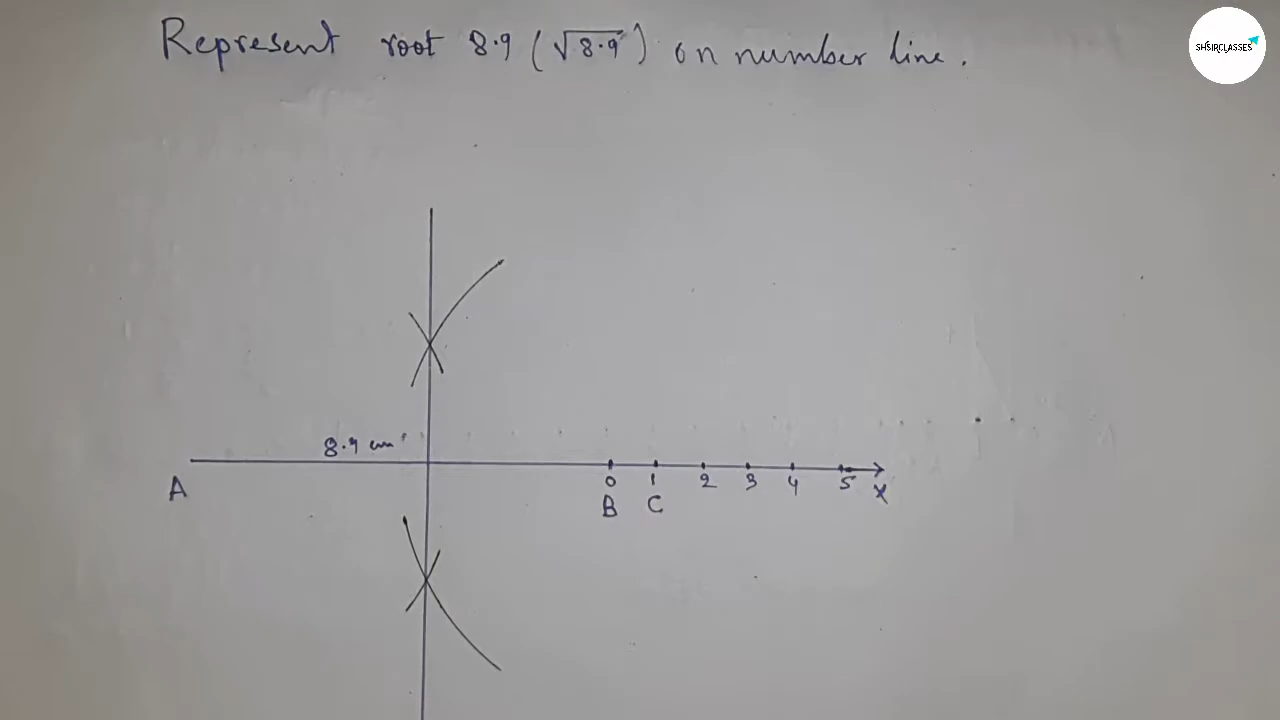 Represent root 8.9 (√8.9) on number line.
SHSIRCLASSES
8.9 cm
A
0 1 2 3 4 5 X
B C